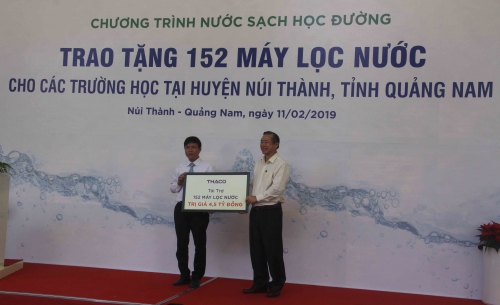 CHƯƠNG TRÌNH NƯỚC SẠCH HỌC ĐƯỜNG
TRAO TẶNG 152 MÁY LỌC NƯỚC
CHO CÁC TRƯỜNG HỌC TẠI HUYỆN NÚI THÀNH, TỈNH QUẢNG NAM
Núi Thành - Quảng Nam, ngày 11/02/2019
THACO
Tài Trợ
152 MÁY LỌC NƯỚC
TRỊ GIÁ 4,5 TỶ ĐỒNG